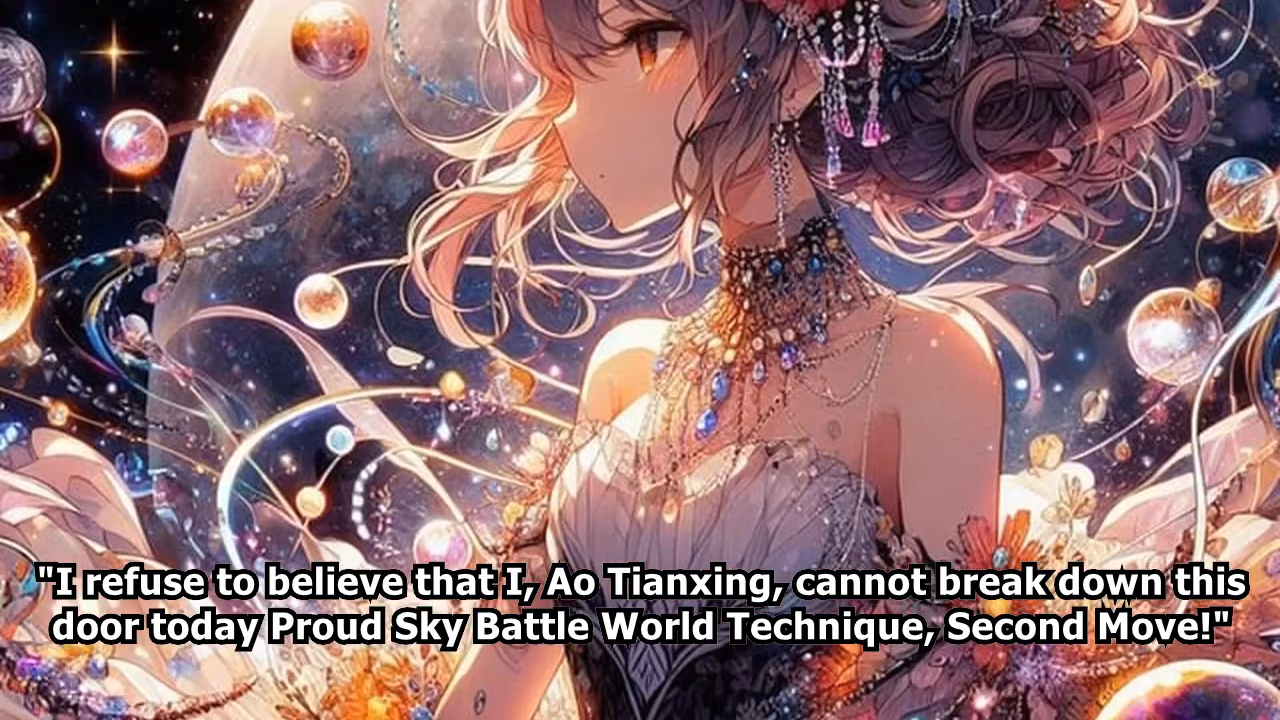 "I refuse to believe that I, Ao Tianxing, cannot break down this
door today Proud Sky Battle World Technique, Second Move!"